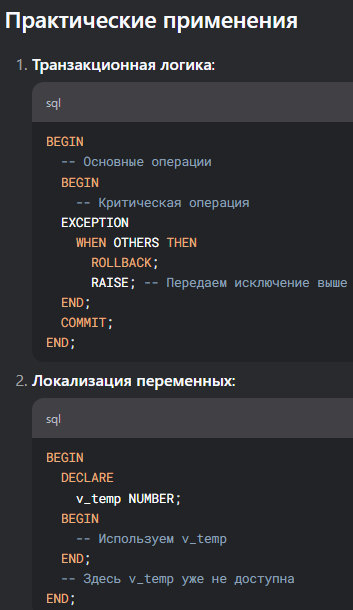 Практические применения
1. Транзакционная логика:
sql
BEGIN
  -- Основные операции
  BEGIN
    -- Критическая операция
  EXCEPTION
    WHEN OTHERS THEN
      ROLLBACK;
      RAISE; -- Передаем исключение выше
  END;
  COMMIT;
END;
2. Локализация переменных:
sql
BEGIN
  DECLARE
    v_temp NUMBER;
  BEGIN
    -- Используем v_temp
  END;
  -- Здесь v_temp уже не доступна
END;